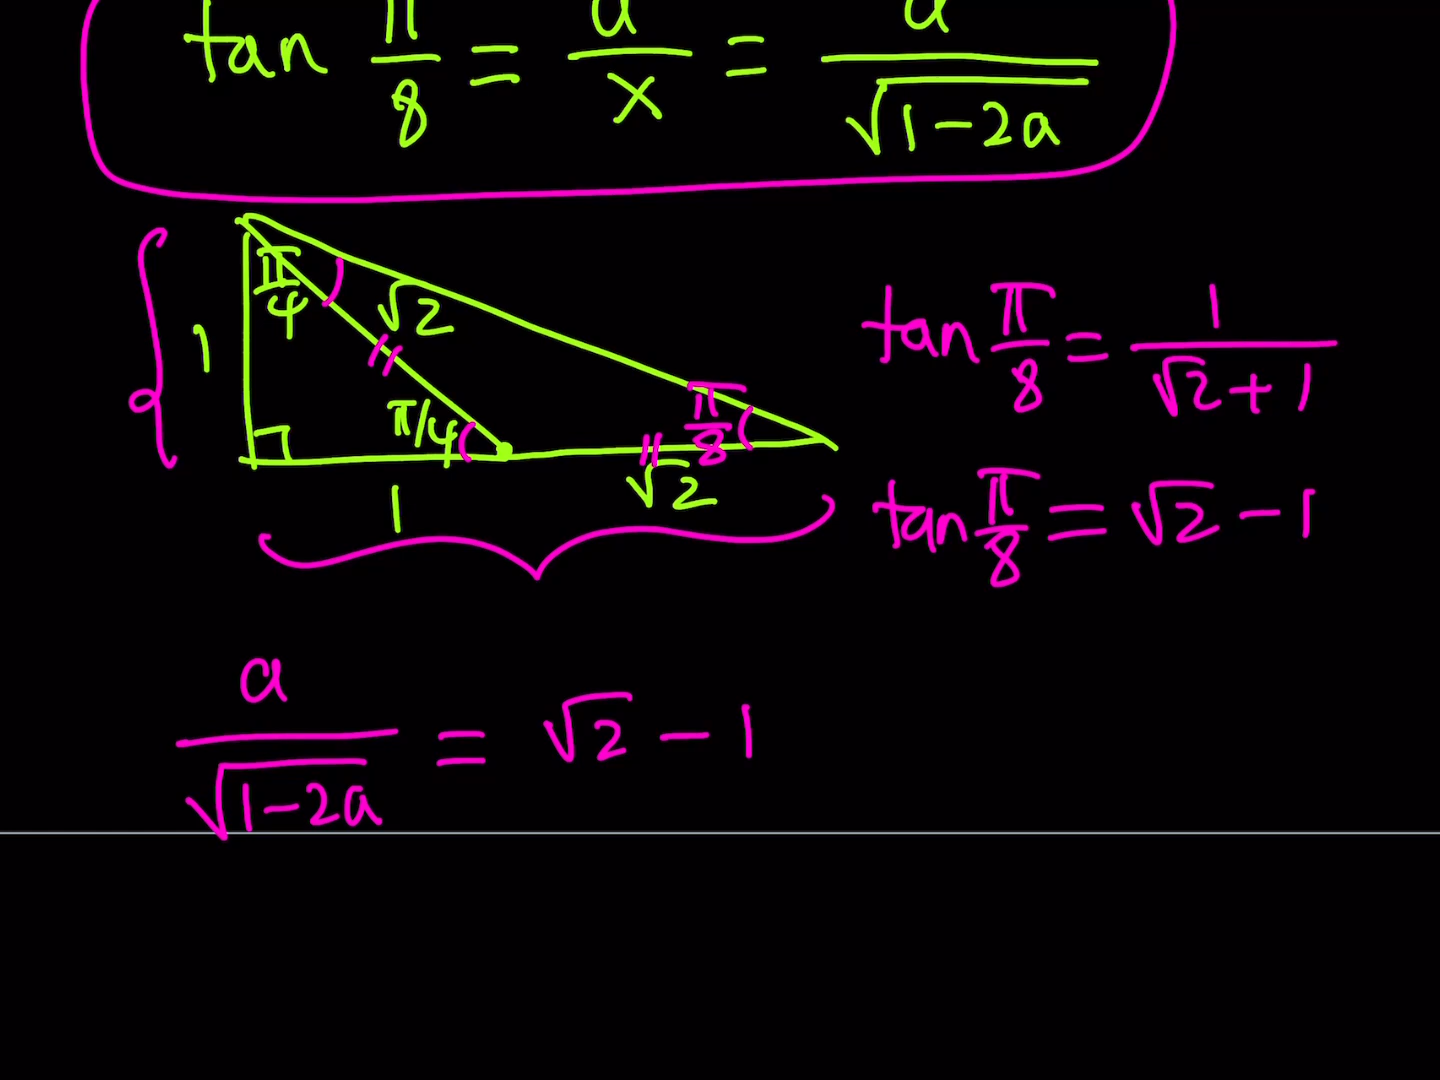 tan π/8 = a/x = a/√(1-2a)
π/4
√2
1
π/4
π/8
√2
1
tan π/8 = 1/(√2+1)
tan π/8 = √2 - 1
a/√(1-2a) = √2 - 1